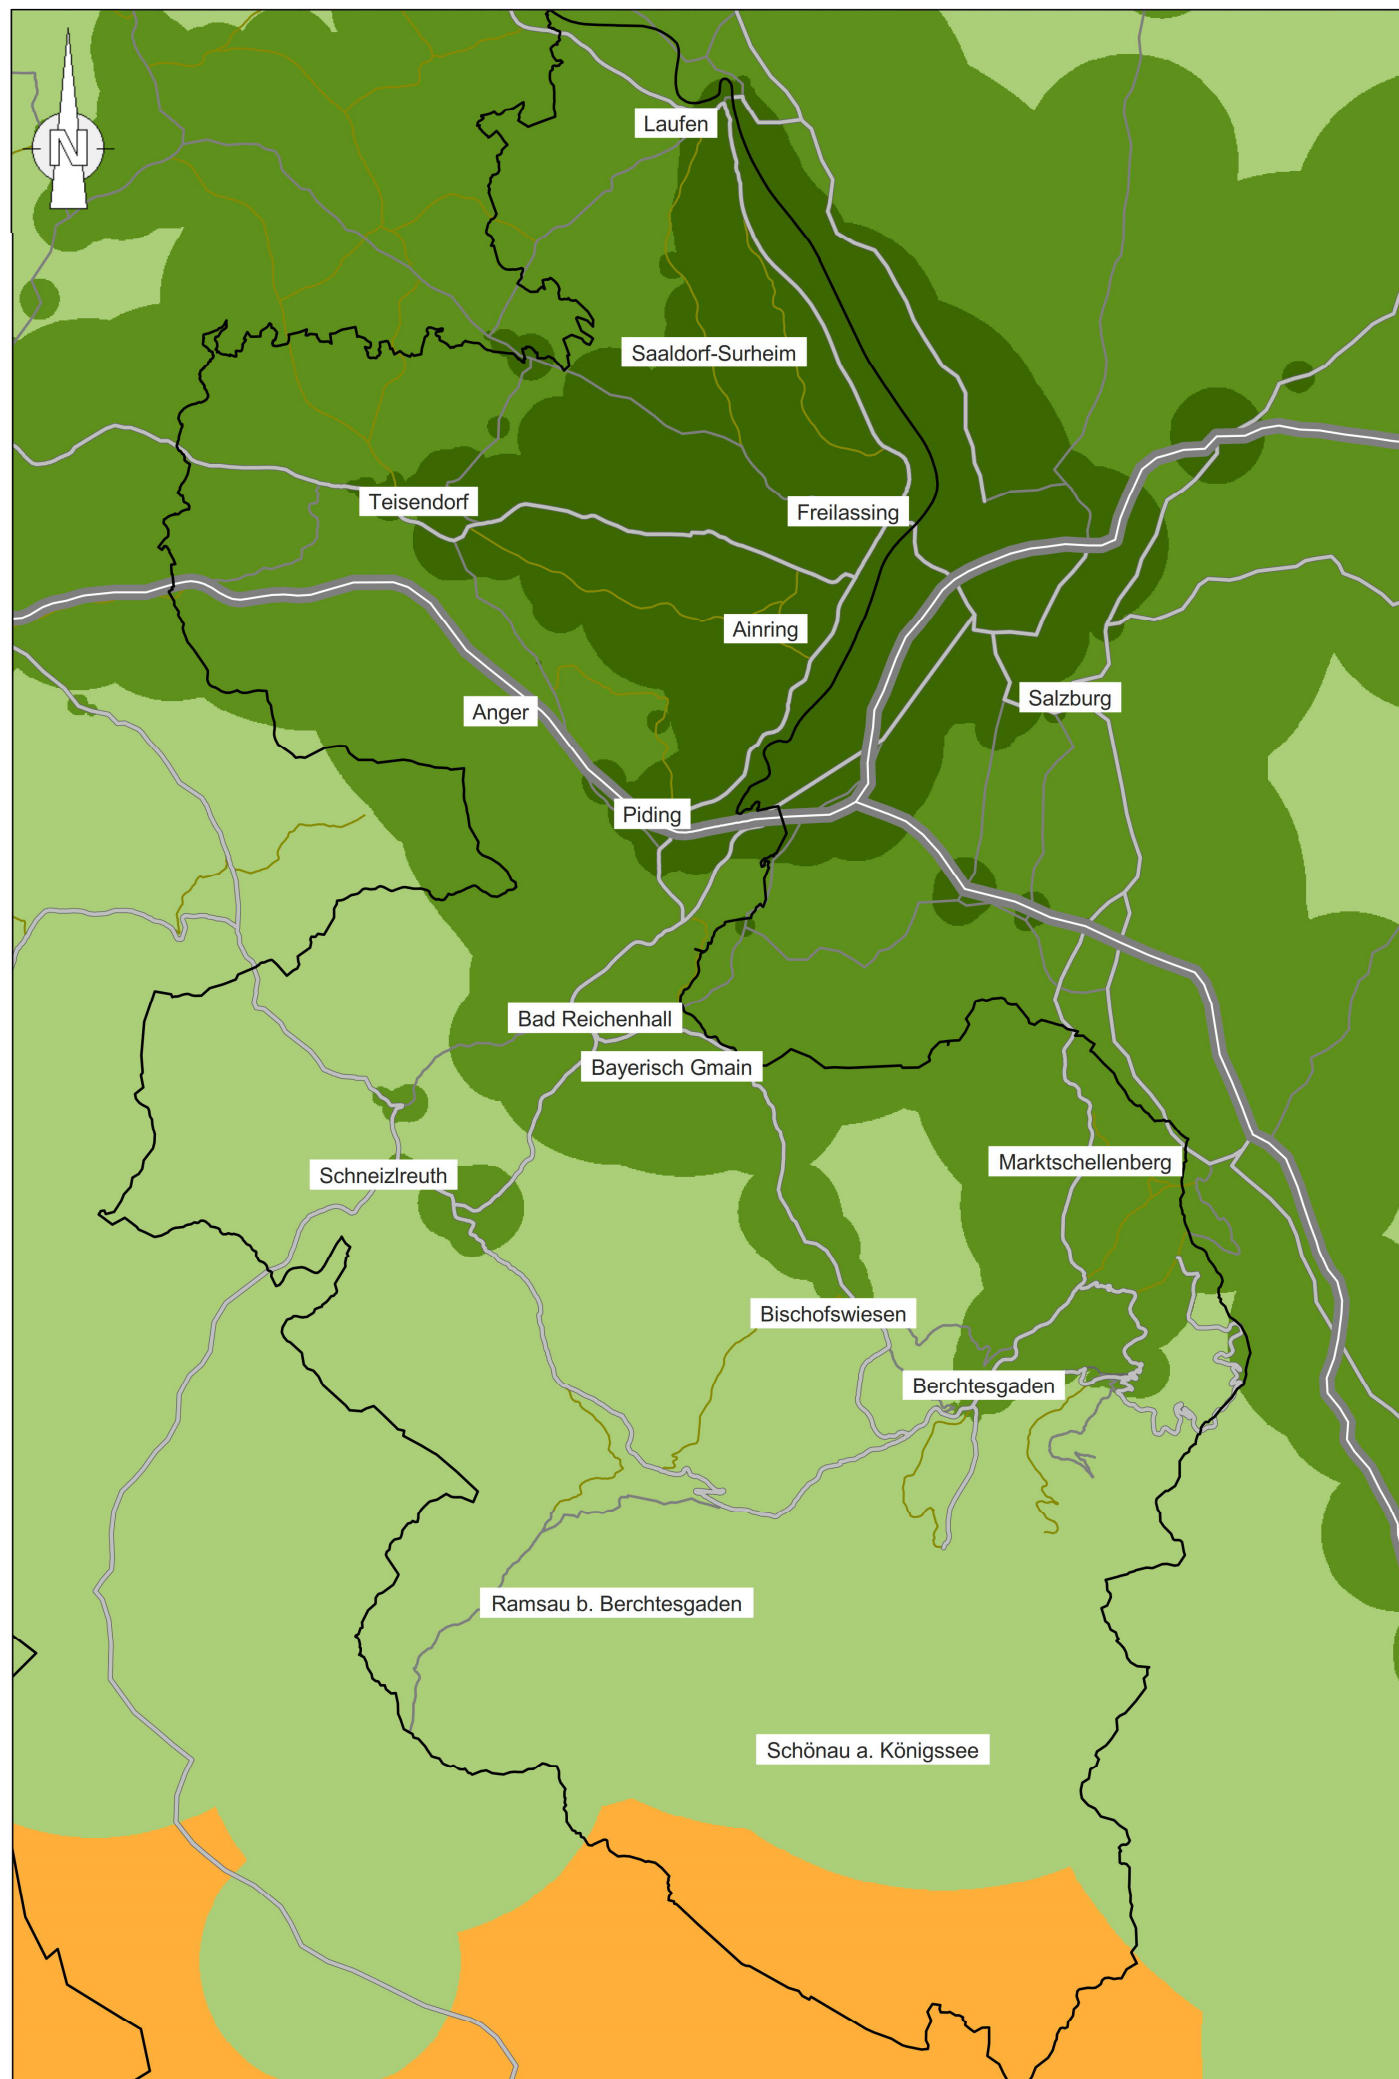 N
Laufen
Saaldorf-Surheim
Teisendorf
Freilassing
Ainring
Salzburg
Anger
Piding
Bad Reichenhall
Bayerisch Gmain
Marktschellenberg
Schneizlreuth
Bischofswiesen
Berchtesgaden
Ramsau b. Berchtesgaden
Schönau a. Königssee